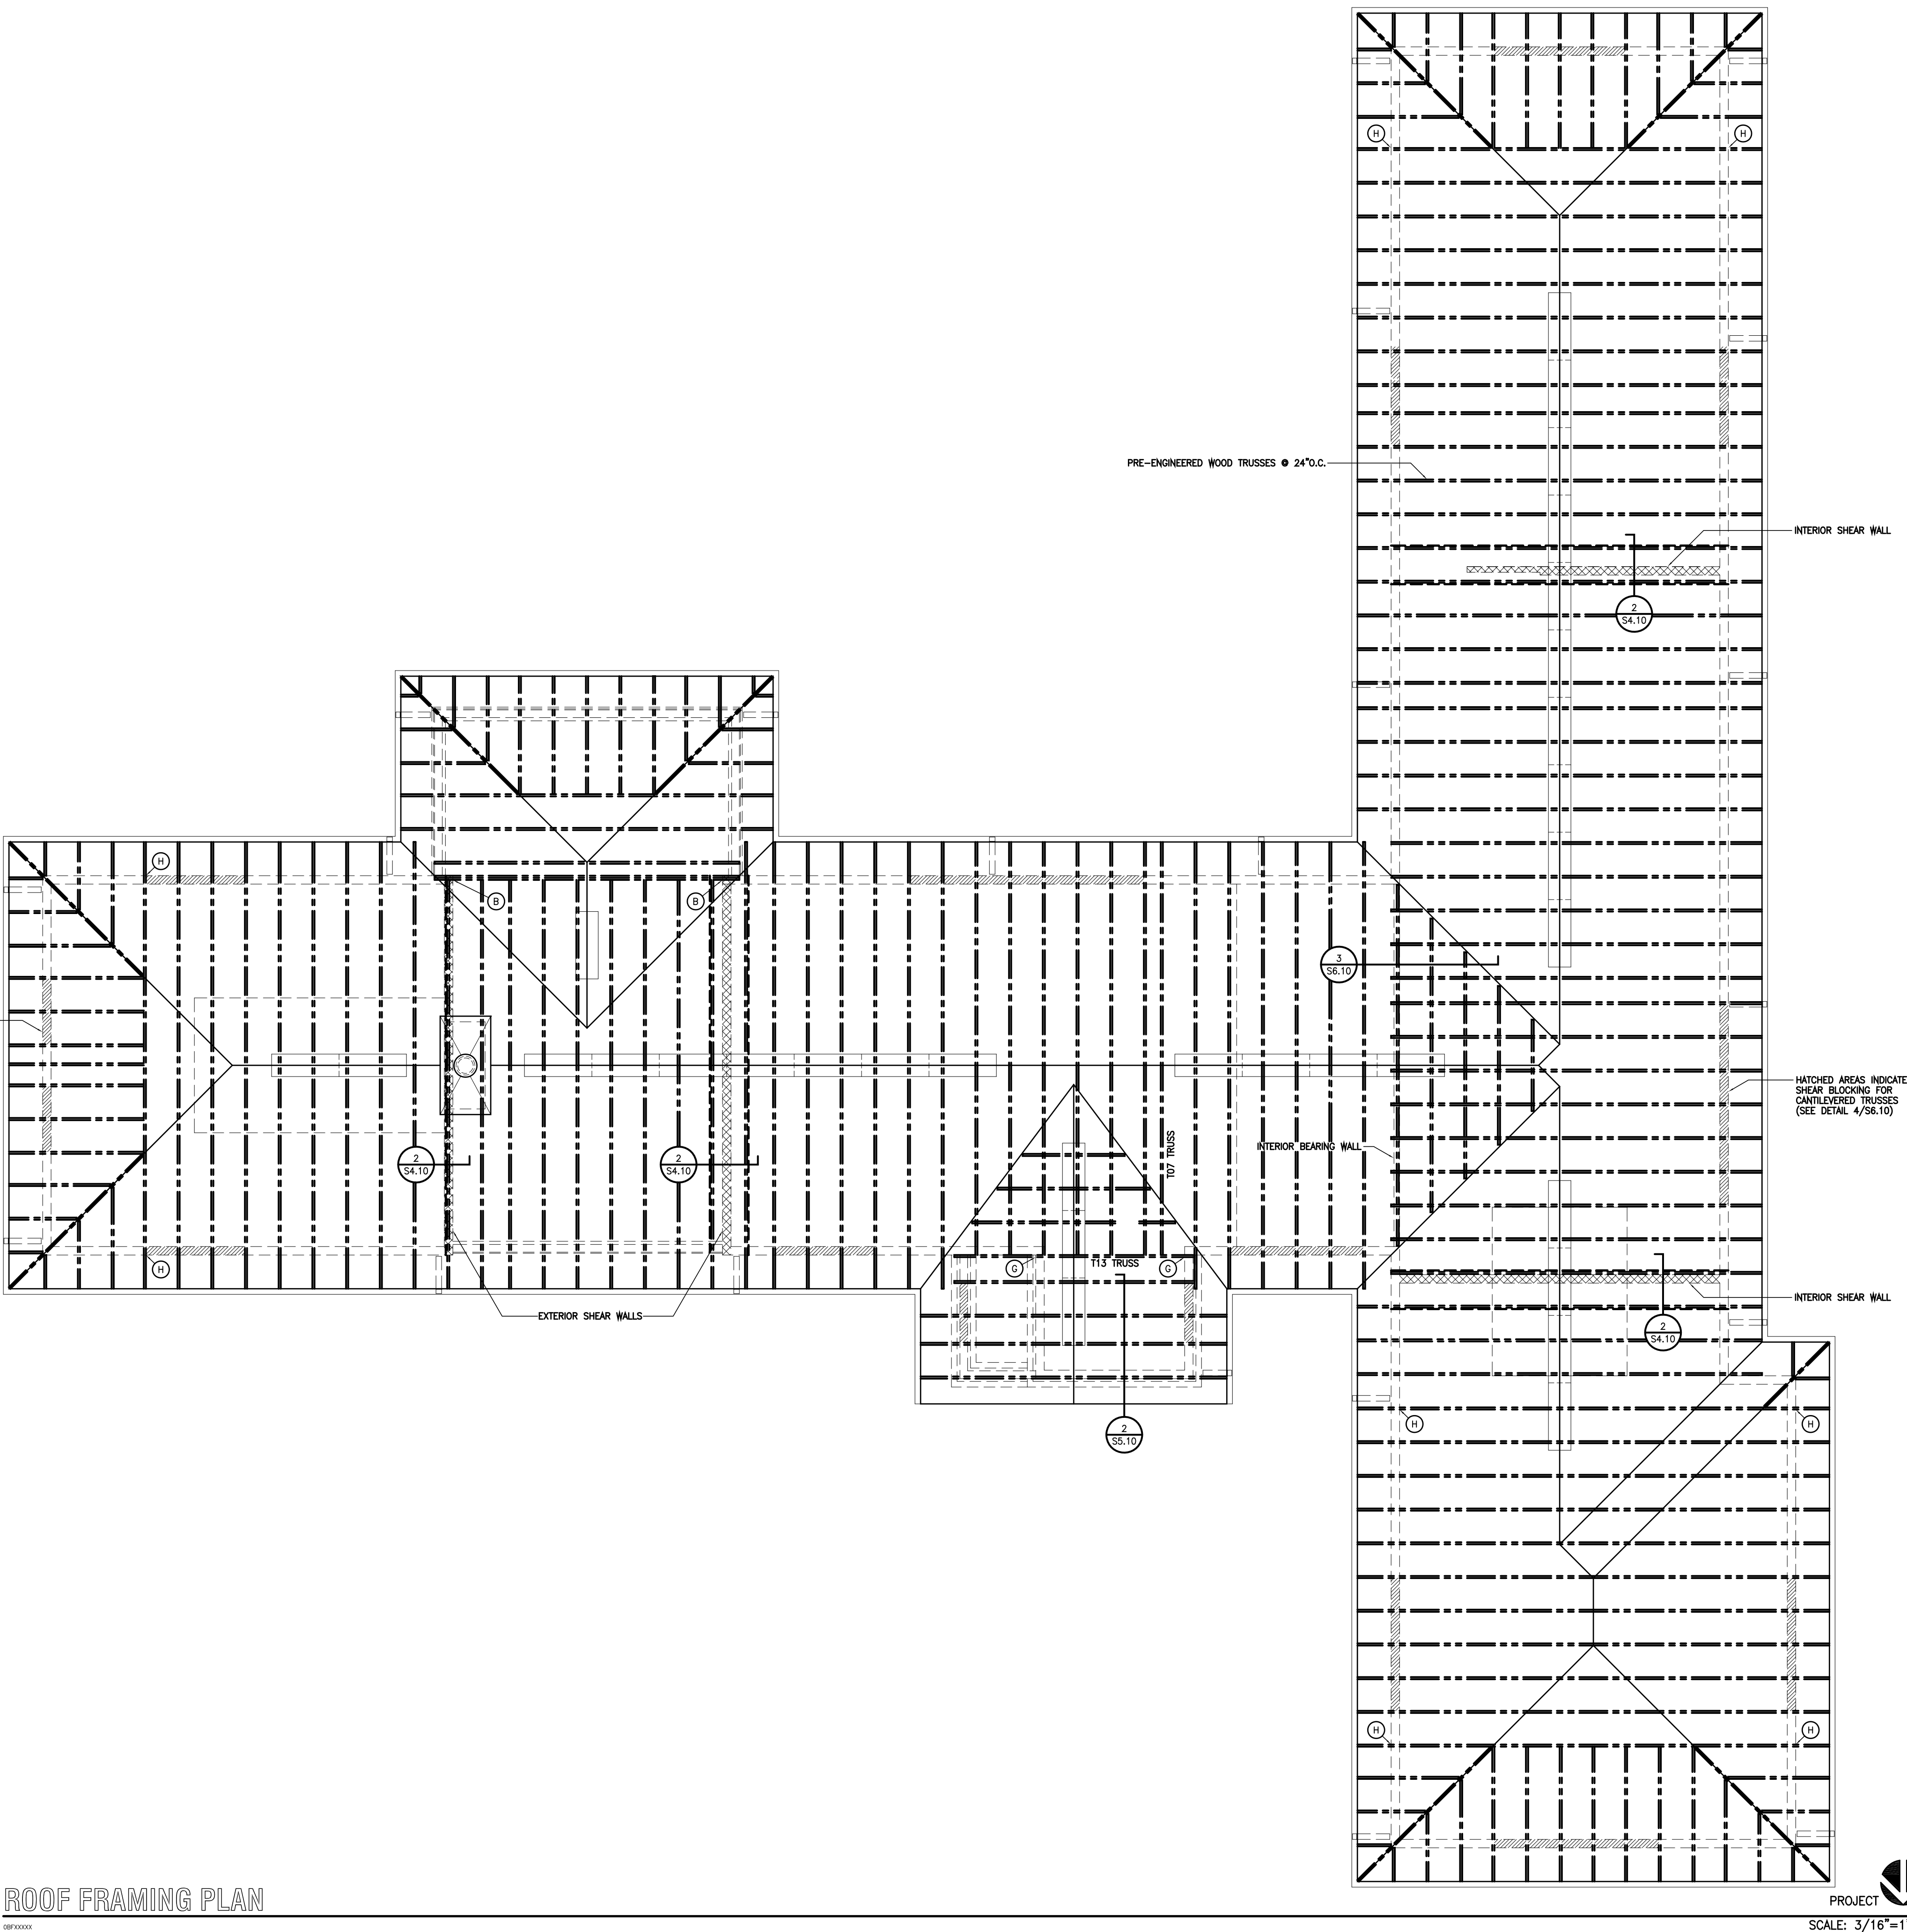 H
H
PRE-ENGINEERED WOOD TRUSSES @ 24"O.C.
INTERIOR SHEAR WALL
2
S4.10
H
B
B
3
S6.10
HATCHED AREAS INDICATE
SHEAR BLOCKING FOR
CANTILEVERED TRUSSES
(SEE DETAIL 4/S6.10)
T07 TRUSS
INTERIOR BEARING WALL
2
S4.10
2
S4.10
H
T13 TRUSS
G
G
INTERIOR SHEAR WALL
EXTERIOR SHEAR WALLS
2
S4.10
2
S5.10
H
H
H
H
ROOF FRAMING PLAN
PROJECT
SCALE: 3/16"=1'